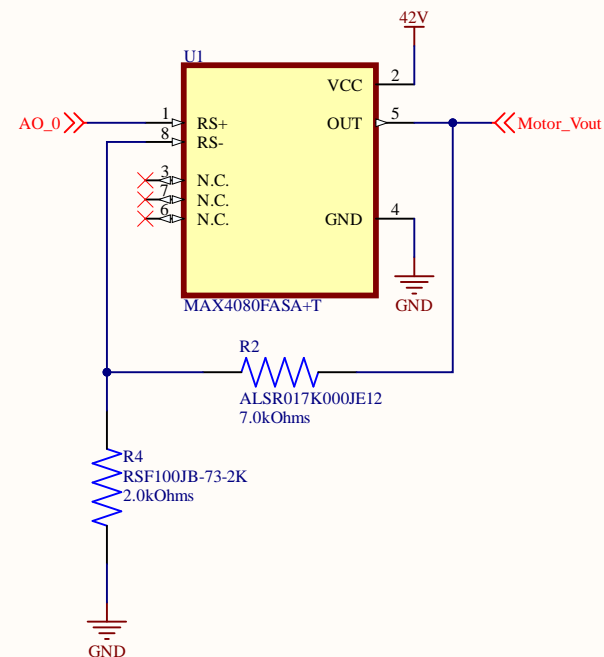 42V
U1
VCC
2
AO_0
1
RS+
OUT
5
Motor_Vout
8
RS-
3
N.C.
7
N.C.
6
N.C.
GND
4
MAX4080FASA+T
GND
R2
ALSR017K000JE12
7.0kOhms
R4
RSF100JB-73-2K
2.0kOhms
GND